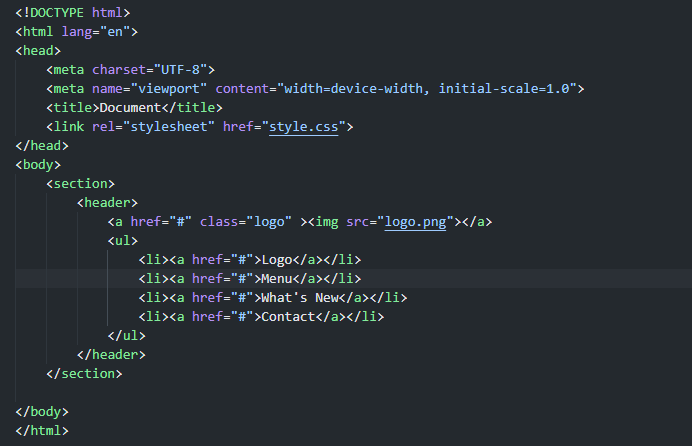 <!DOCTYPE html>
<html lang="en">
<head>
    <meta charset="UTF-8">
    <meta name="viewport" content="width=device-width, initial-scale=1.0">
    <title>Document</title>
    <link rel="stylesheet" href="style.css">
</head>
<body>
    <section>
        <header>
            <a href="#" class="logo" ><img src="logo.png"></a>
            <ul>
                <li><a href="#">Logo</a></li>
                <li><a href="#">Menu</a></li>
                <li><a href="#">What's New</a></li>
                <li><a href="#">Contact</a></li>
            </ul>
        </header>
    </section>

</body>
</html>